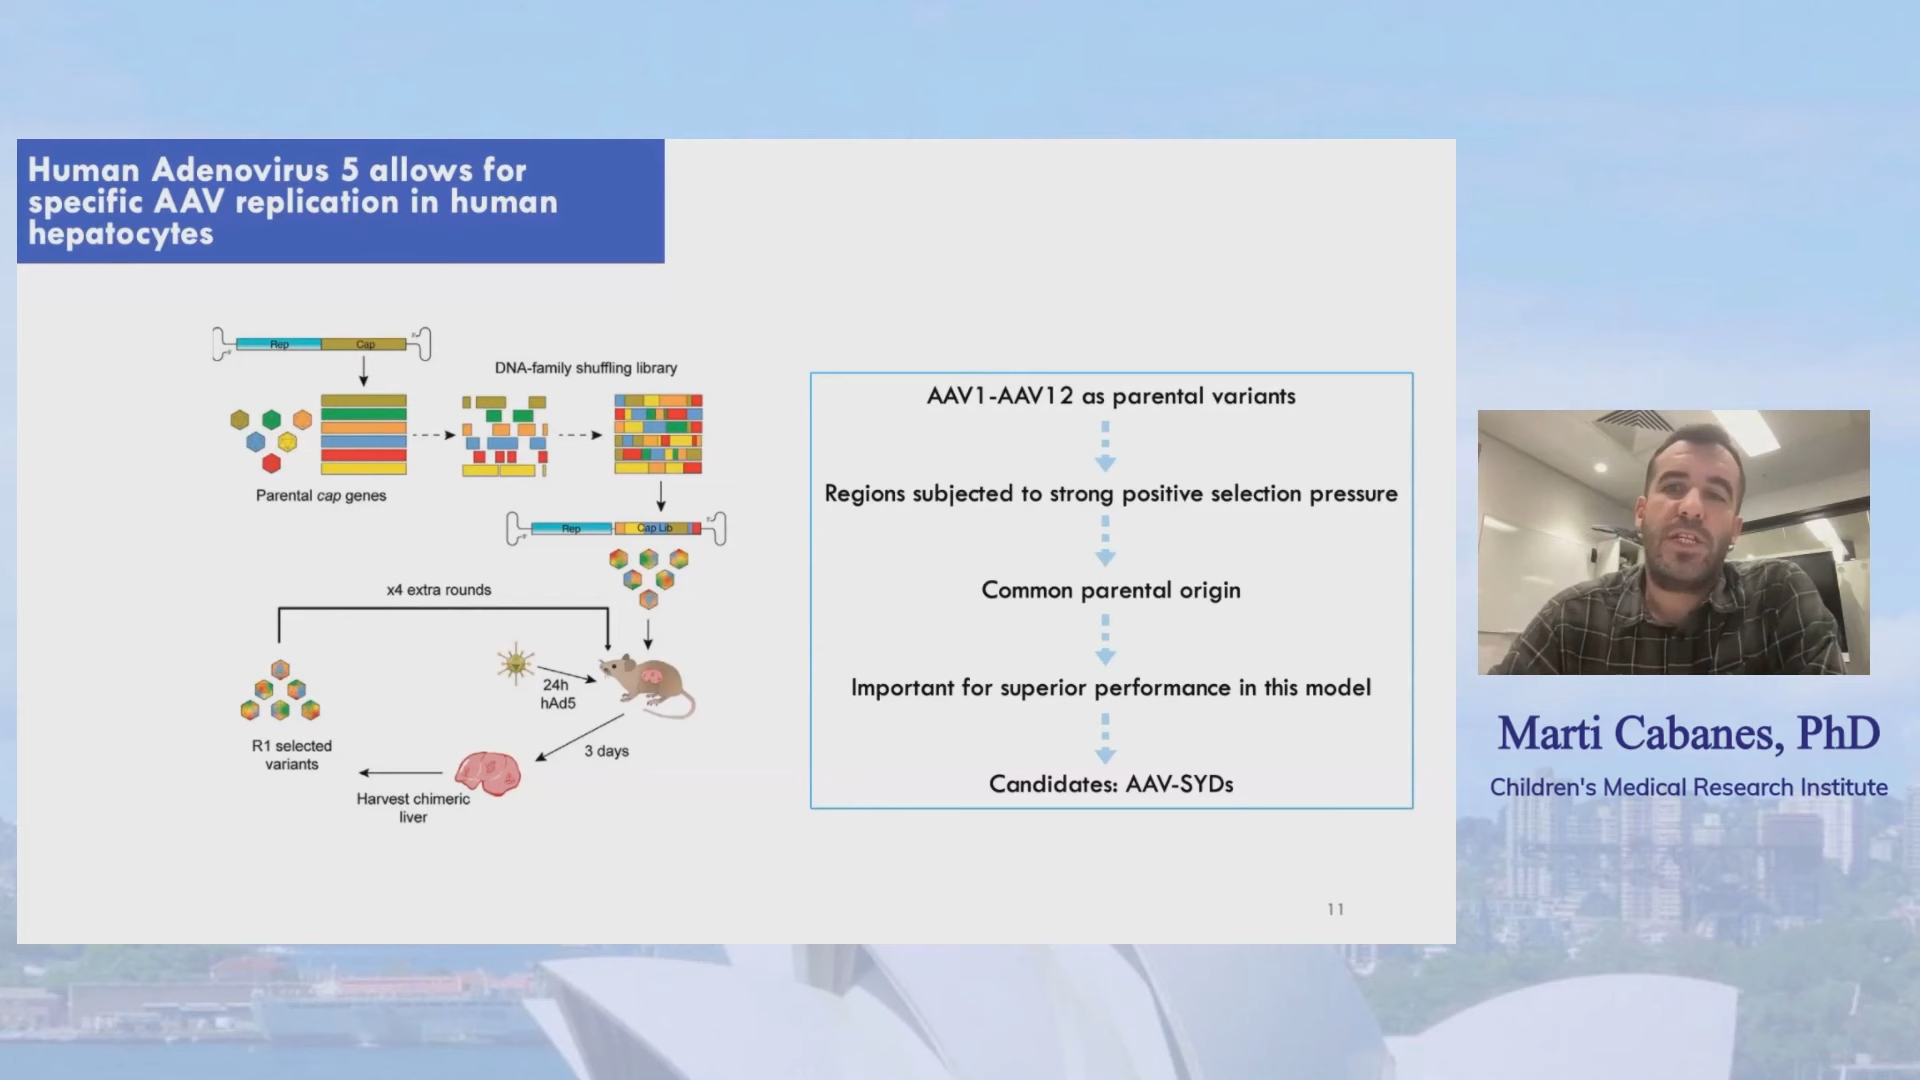 Human Adenovirus 5 allows for
specific AAV replication in human
hepatocytes
Rep
Cap
DNA-family shuffling library
Parental cap genes
Rep
Cap Lib
x4 extra rounds
24h
hAd5
3 days
R1 selected
variants
Harvest chimeric
liver
AAV1-AAV12 as parental variants
Regions subjected to strong positive selection pressure
Common parental origin
Important for superior performance in this model
Candidates: AAV-SYDs
11
Marti Cabanes, PhD
Children's Medical Research Institute